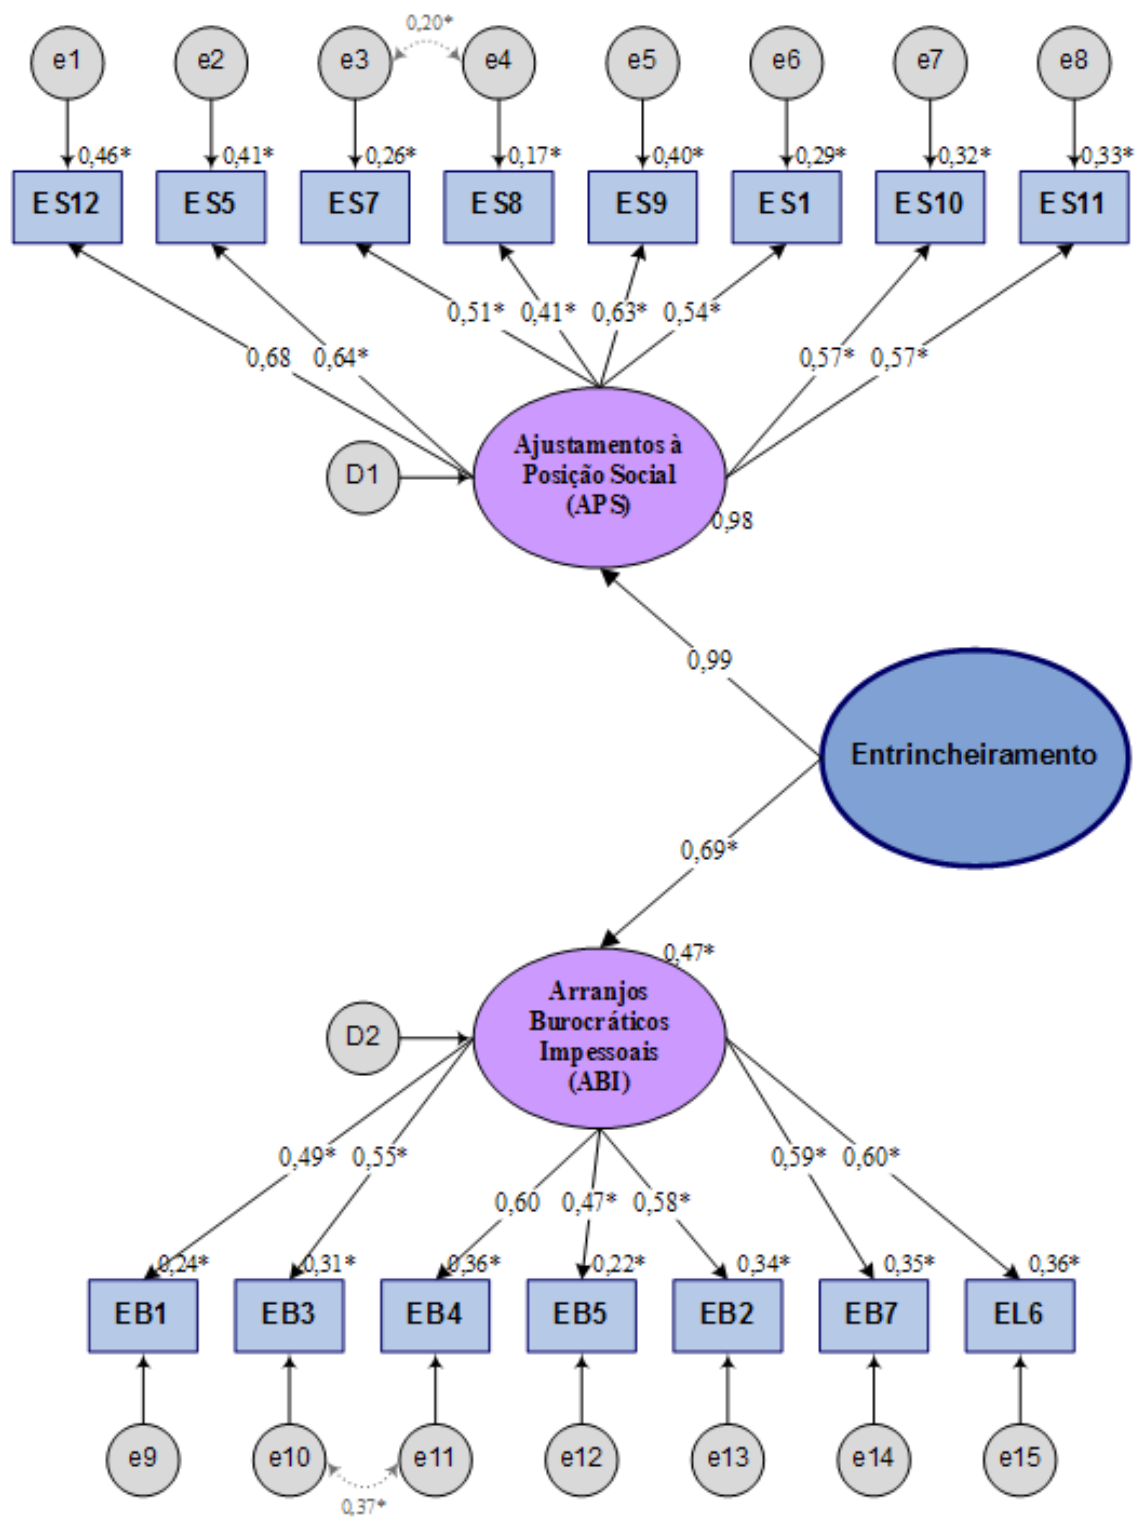 0,20*
e1 e2 e3 e4 e5 e6 e7 e8
0,46* 0,41* 0,26* 0,17* 0,40* 0,29* 0,32* 0,33*
ES12 ES5 ES7 ES8 ES9 ES1 ES10 ES11
0,51* 0,41* 0,63* 0,54*
0,68 0,64* 0,57* 0,57*
Ajustamentos à
Posição Social
(APS)
D1
0,98
0,99
Entrincheiramento
0,69*
0,47*
Arranjos
Burocráticos
Impessoais
(ABI)
D2
0,49* 0,55* 0,59* 0,60*
0,60 0,47* 0,58*
0,24* 0,31* 0,36* 0,22* 0,34* 0,35* 0,36*
EB1 EB3 EB4 EB5 EB2 EB7 EL6
e9 e10 e11 e12 e13 e14 e15
0,37*